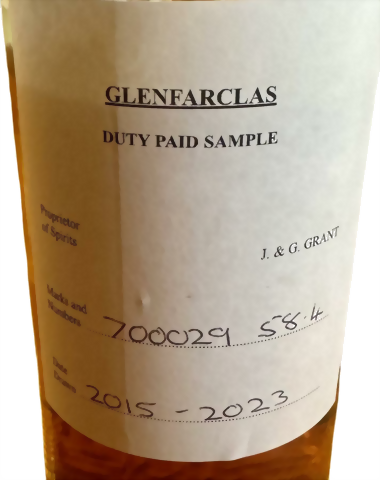 GLENFARCLAS
DUTY PAID SAMPLE
Proprietor
of Spirits
J. & G. GRANT
Marks and
Numbers 700029 58.4
Date
Drawn 2015 - 2023